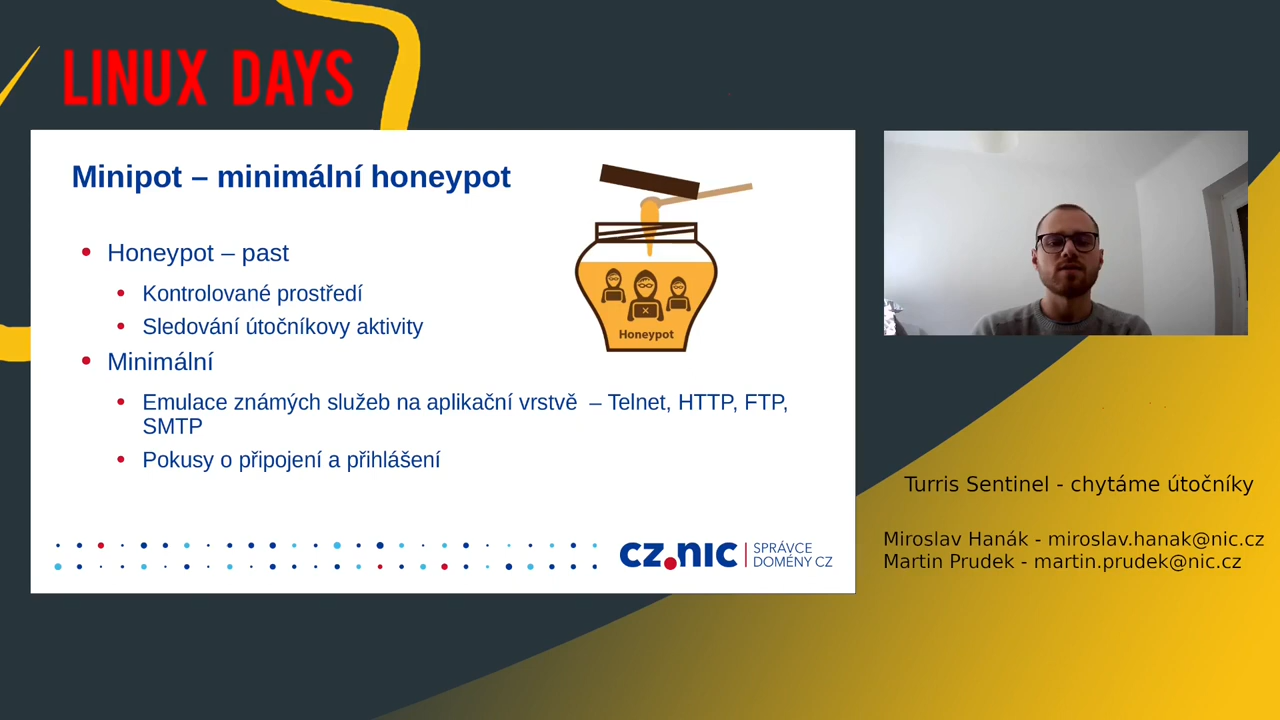 LINUX DAYS
Minipot – minimální honeypot
Honeypot – past
Kontrolované prostředí
Sledování útočníkovy aktivity
Honeypot
Minimální
Emulace známých služeb na aplikační vrstvě – Telnet, HTTP, FTP,
SMTP
Pokusy o připojení a přihlášení
CZ.NIC
SPRÁVCE
DOMÉNY CZ
Turris Sentinel - chytáme útočníky
Miroslav Hanák - miroslav.hanak@nic.cz
Martin Prudek - martin.prudek@nic.cz